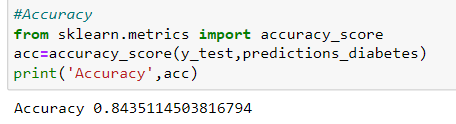 #Accuracy
from sklearn.metrics import accuracy_score
acc=accuracy_score(y_test,predictions_diabetes)
print('Accuracy',acc)
Accuracy 0.8435114503816794